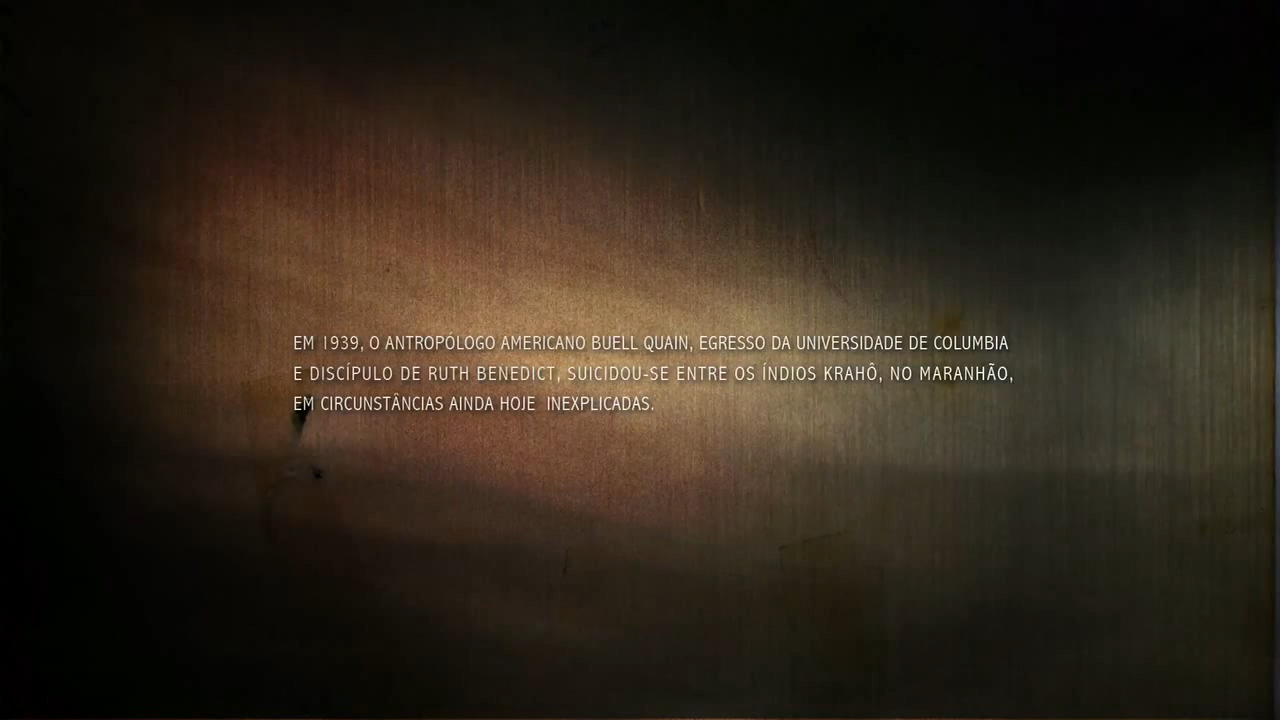 EM 1939, O ANTROPÓLOGO AMERICANO BUELL QUAIN, EGRESSO DA UNIVERSIDADE DE COLUMBIA
E DISCÍPULO DE RUTH BENEDICT, SUICIDOU-SE ENTRE OS ÍNDIOS KRAHÔ, NO MARANHÃO,
EM CIRCUNSTÂNCIAS AINDA HOJE INEXPLICADAS.